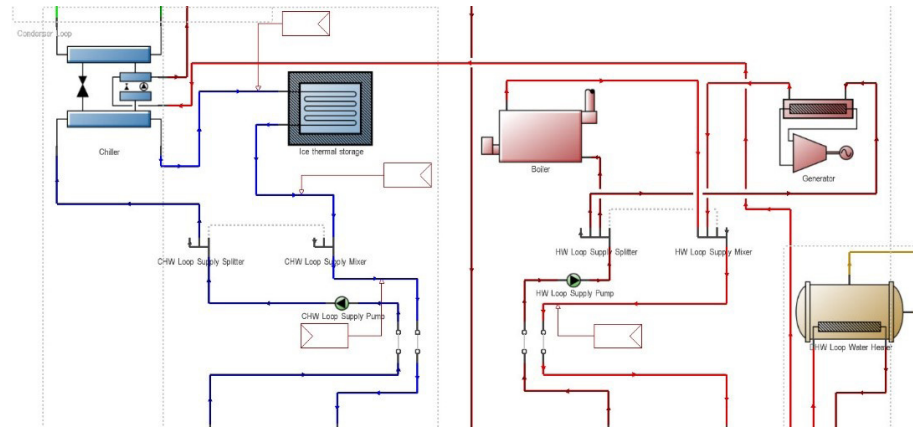 Condenser Loop
Chiller
Ice thermal storage
Boiler
Generator
CHW Loop Supply Splitter
CHW Loop Supply Mixer
HW Loop Supply Splitter
HW Loop Supply Mixer
HW Loop Supply Pump
CHW Loop Supply Pump
DHW Loop Water Heater